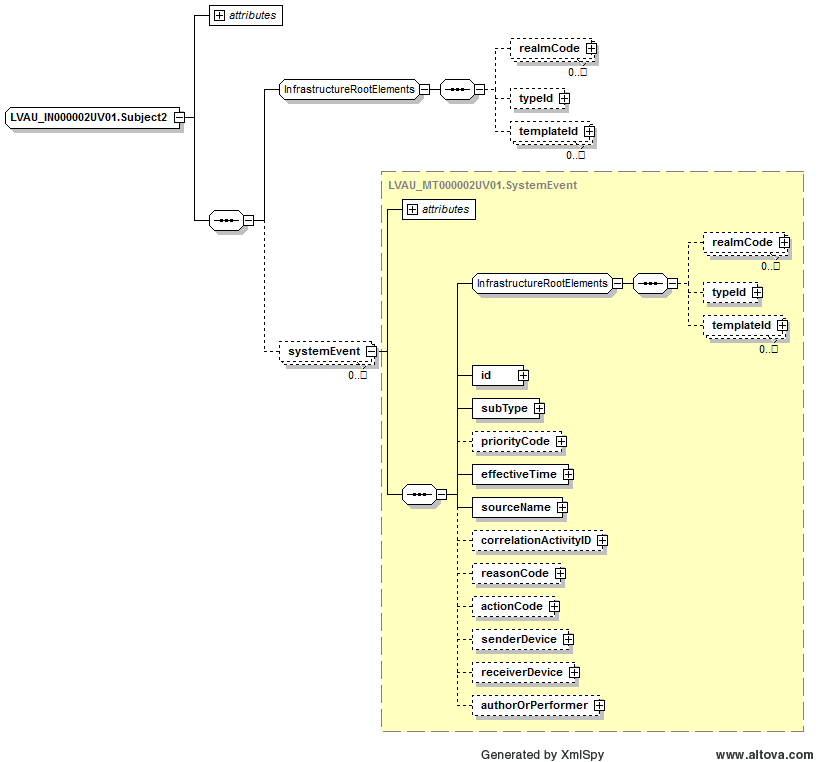 attributes
realmCode
0..
InfrastructureRootElements
typeId
LVAU_IN000002UV01.Subject2
templateId
0..
LVAU_MT000002UV01.SystemEvent
attributes
realmCode
0..
InfrastructureRootElements
typeId
templateId
0..
systemEvent
0..
id
subType
priorityCode
effectiveTime
sourceName
correlationActivityID
reasonCode
actionCode
senderDevice
receiverDevice
authorOrPerformer
Generated by XmlSpy
www.altova.com